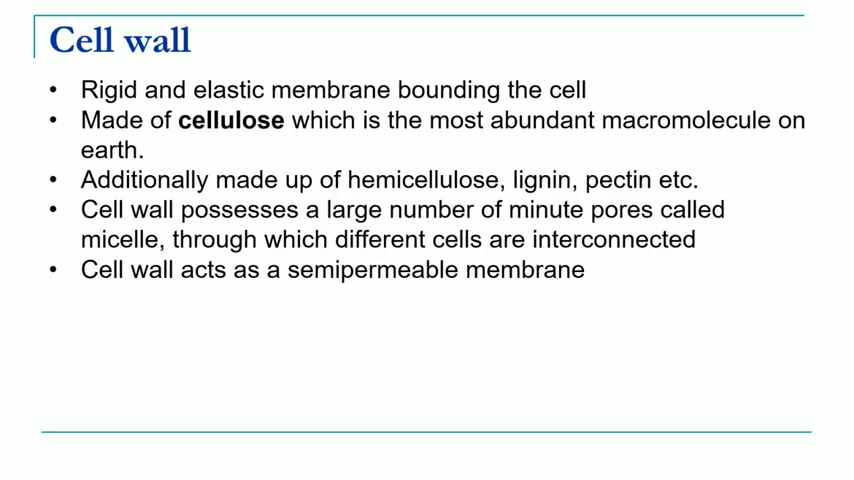 Cell wall
• Rigid and elastic membrane bounding the cell
• Made of cellulose which is the most abundant macromolecule on
earth.
• Additionally made up of hemicellulose, lignin, pectin etc.
• Cell wall possesses a large number of minute pores called
micelle, through which different cells are interconnected
• Cell wall acts as a semipermeable membrane